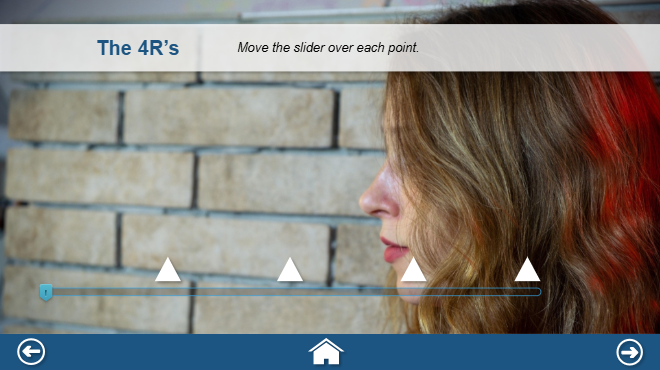 The 4R’s
Move the slider over each point.